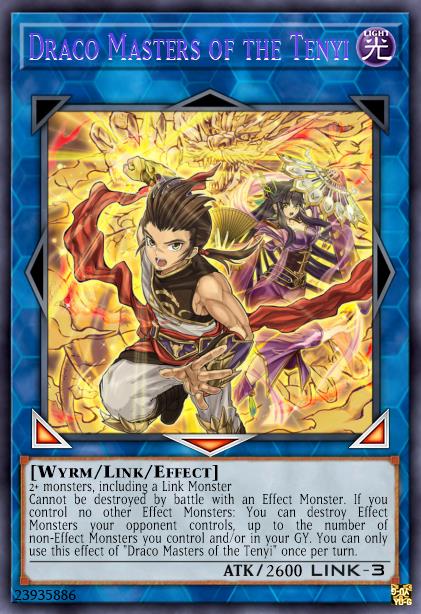 DRACO MASTERS OF THE TENYI
LIGHT
光
[WYRM/LINK/EFFECT]
2+ monsters, including a Link Monster
Cannot be destroyed by battle with an Effect Monster. If you
control no other Effect Monsters: You can destroy Effect
Monsters your opponent controls, up to the number of
non-Effect Monsters you control and/or in your GY. You can only
use this effect of "Draco Masters of the Tenyi" once per turn.
ATK/2600 LINK-3
23935886